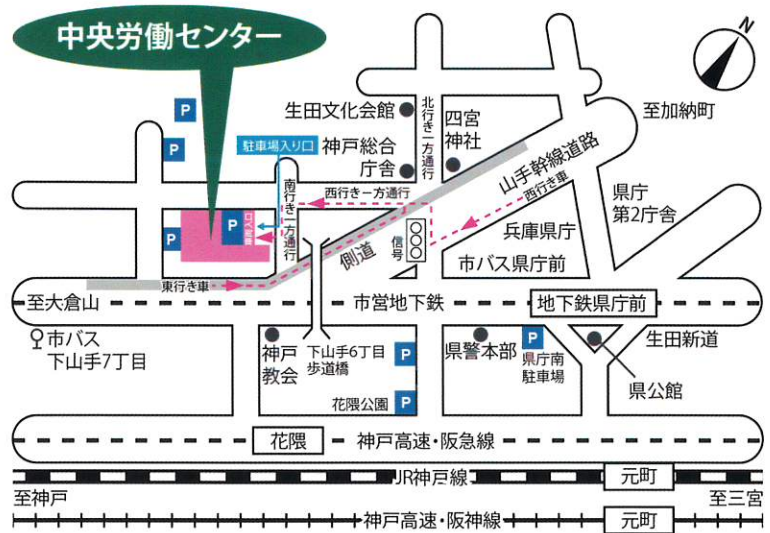 中央労働センター
N
P
P
P
P
生田文化会館
北行き一方通行
四宮
神社
至加納町
駐車場入り口
神戸総合
庁舎
南行き一方通行
西行き一方通行
山手幹線道路
西行き車
県庁
第2庁舎
兵庫県庁
信号
側道
市バス県庁前
東行き車
至大倉山
市営地下鉄
地下鉄県庁前
市バス
下山手7丁目
神戸
教会
下山手6丁目
歩道橋
P
県警本部
P
県庁南
駐車場
生田新道
県公館
花隈公園
P
花隈
神戸高速・阪急線
JR神戸線
元町
至神戸
至三宮
神戸高速・阪神線
元町